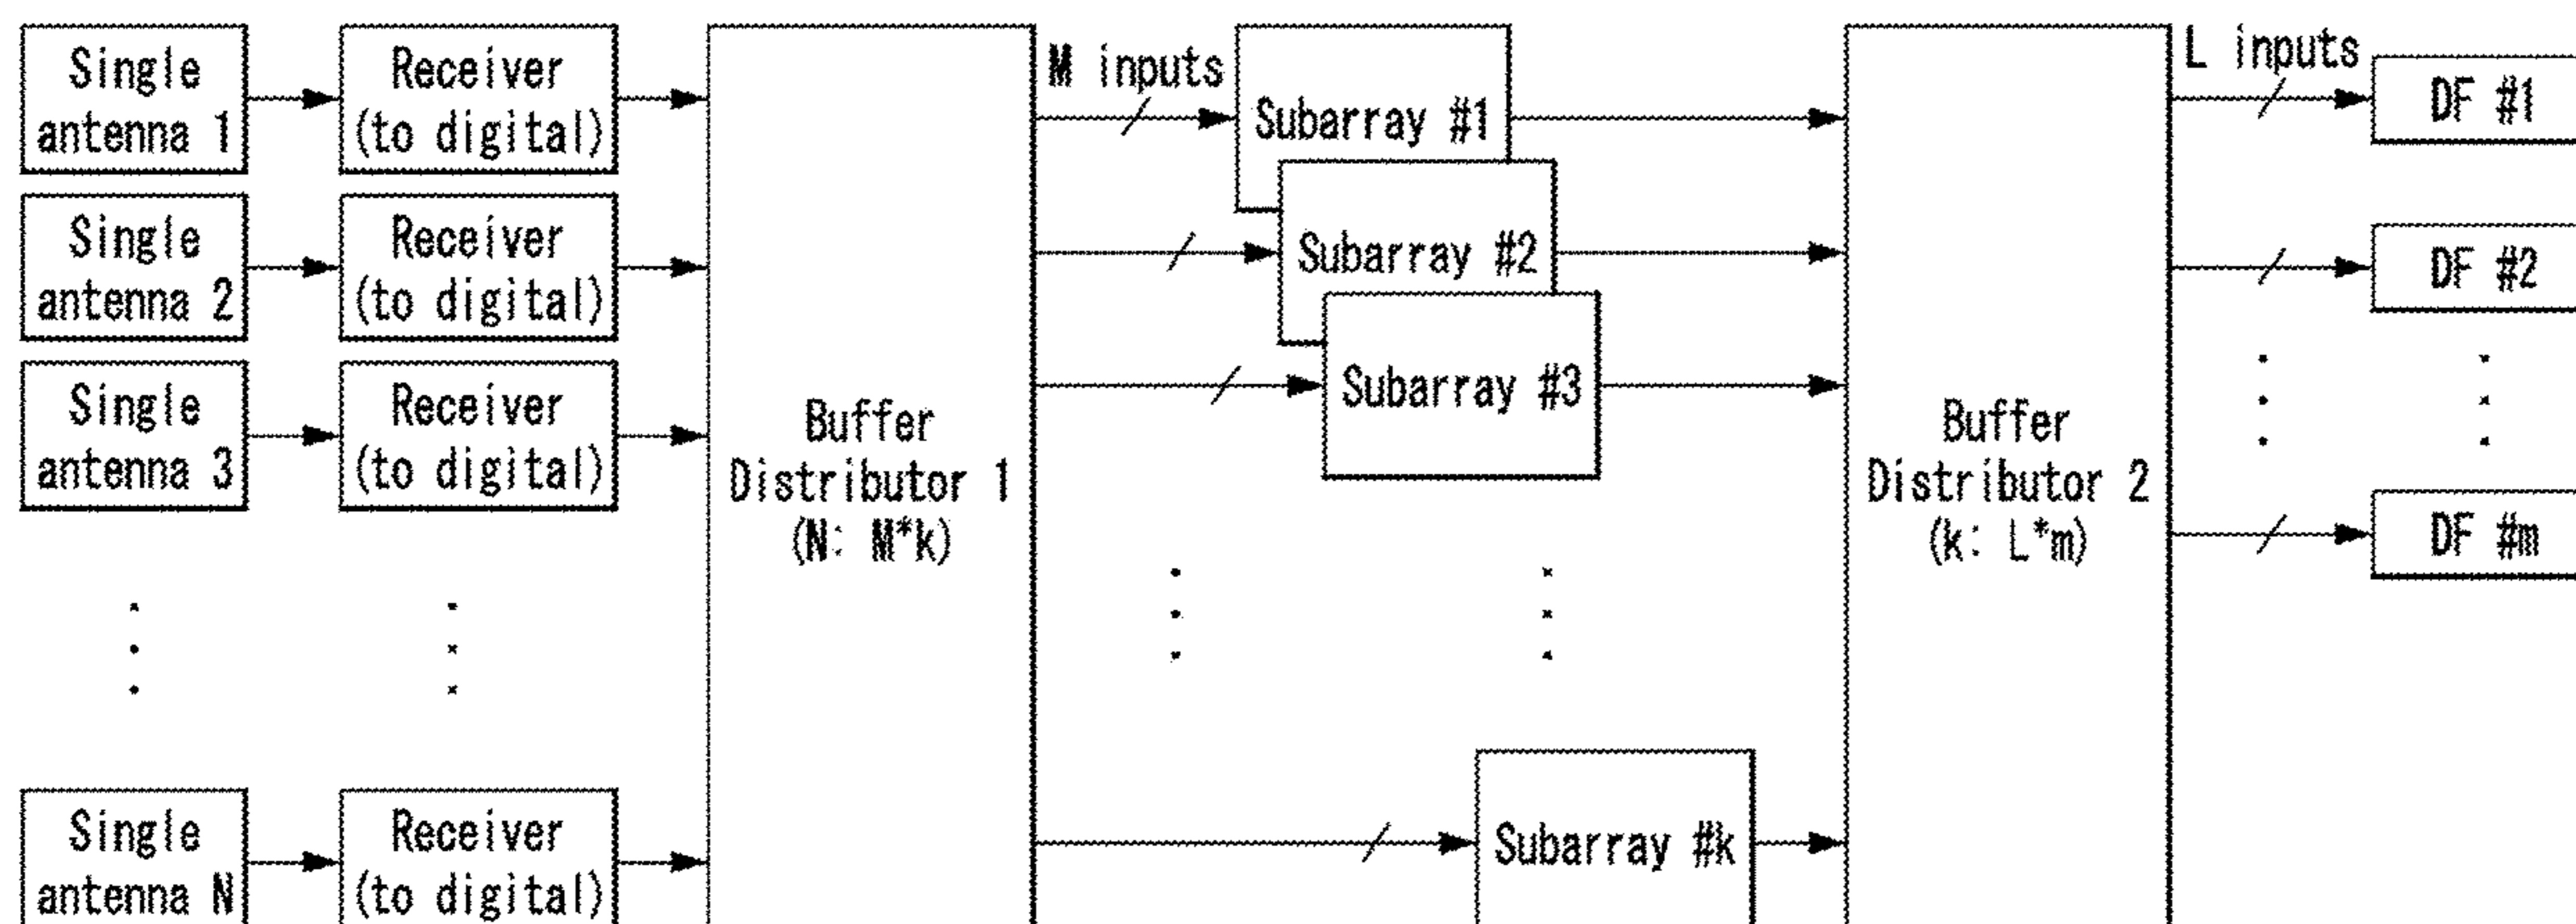 Single
antenna 1
Receiver
(to digital)
Single
antenna 2
Receiver
(to digital)
Single
antenna 3
Receiver
(to digital)
Single
antenna N
Receiver
(to digital)
Buffer
Distributor 1
(N: M*k)
M inputs
Subarray #1
Subarray #2
Subarray #3
Subarray #k
Buffer
Distributor 2
(k: L*m)
L inputs
DF #1
DF #2
DF #m